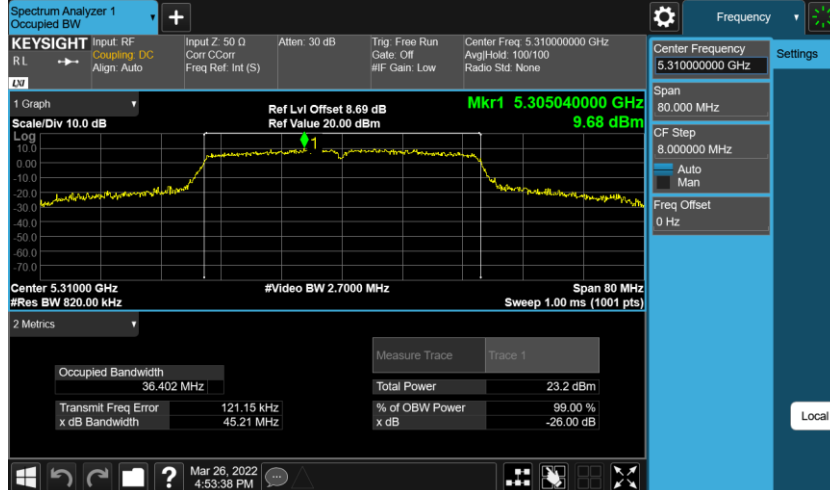 Spectrum Analyzer 1
Occupied BW
+
Frequency
KEYSIGHT
RL
LXI
Input: RF
Coupling: DC
Align: Auto
Input Z: 50 Ω
Corr CCorr
Freq Ref: Int (S)
Atten: 30 dB
Trig: Free Run
Gate: Off
#IF Gain: Low
Center Freq: 5.310000000 GHz
Avg|Hold: 100/100
Radio Std: None
Center Frequency
5.310000000 GHz
Settings
Span
80.000 MHz
CF Step
8.000000 MHz
Auto
Man
Freq Offset
0 Hz
1 Graph
Scale/Div 10.0 dB
Ref Lvl Offset 8.69 dB
Ref Value 20.00 dBm
Mkr1 5.305040000 GHz
9.68 dBm
Log
1
10.0
0.00
-10.0
-20.0
-30.0
-40.0
-50.0
-60.0
-70.0
Center 5.31000 GHz
#Res BW 820.00 kHz
#Video BW 2.7000 MHz
Span 80 MHz
Sweep 1.00 ms (1001 pts)
2 Metrics
Measure Trace Trace 1
Occupied Bandwidth
36.402 MHz
Total Power 23.2 dBm
Transmit Freq Error 121.15 kHz
% of OBW Power 99.00 %
x dB Bandwidth 45.21 MHz
x dB -26.00 dB
Local
?
Mar 26, 2022
4:53:38 PM